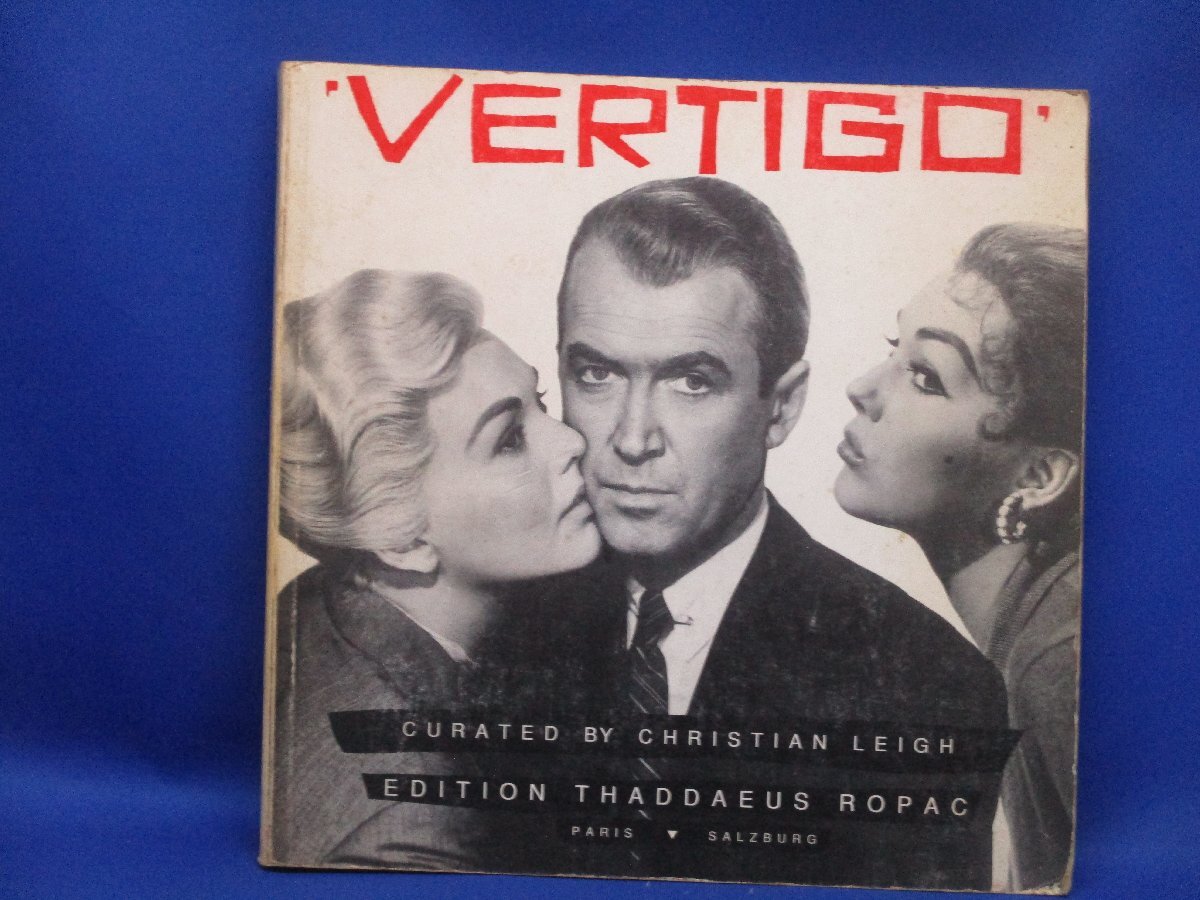 'VERTIGO'
CURATED BY CHRISTIAN LEIGH
EDITION THADDAEUS ROPAC
PARIS ▼ SALZBURG